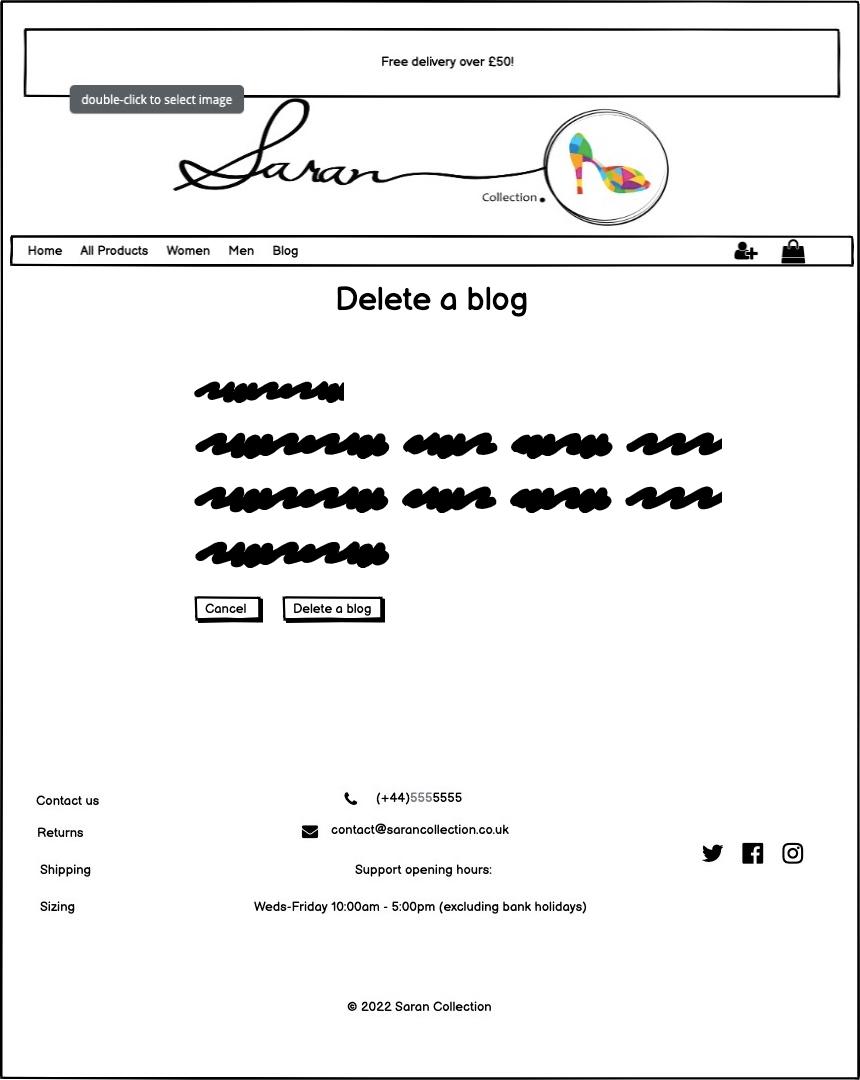 Free delivery over £50!
double-click to select image
Saran
Collection.
Home All Products Women Men Blog
Delete a blog
Cancel Delete a blog
Contact us
(+44)5555555
Returns
contact@sarancollection.co.uk
Shipping
Support opening hours:
Sizing
Weds-Friday 10:00am - 5:00pm (excluding bank holidays)
© 2022 Saran Collection